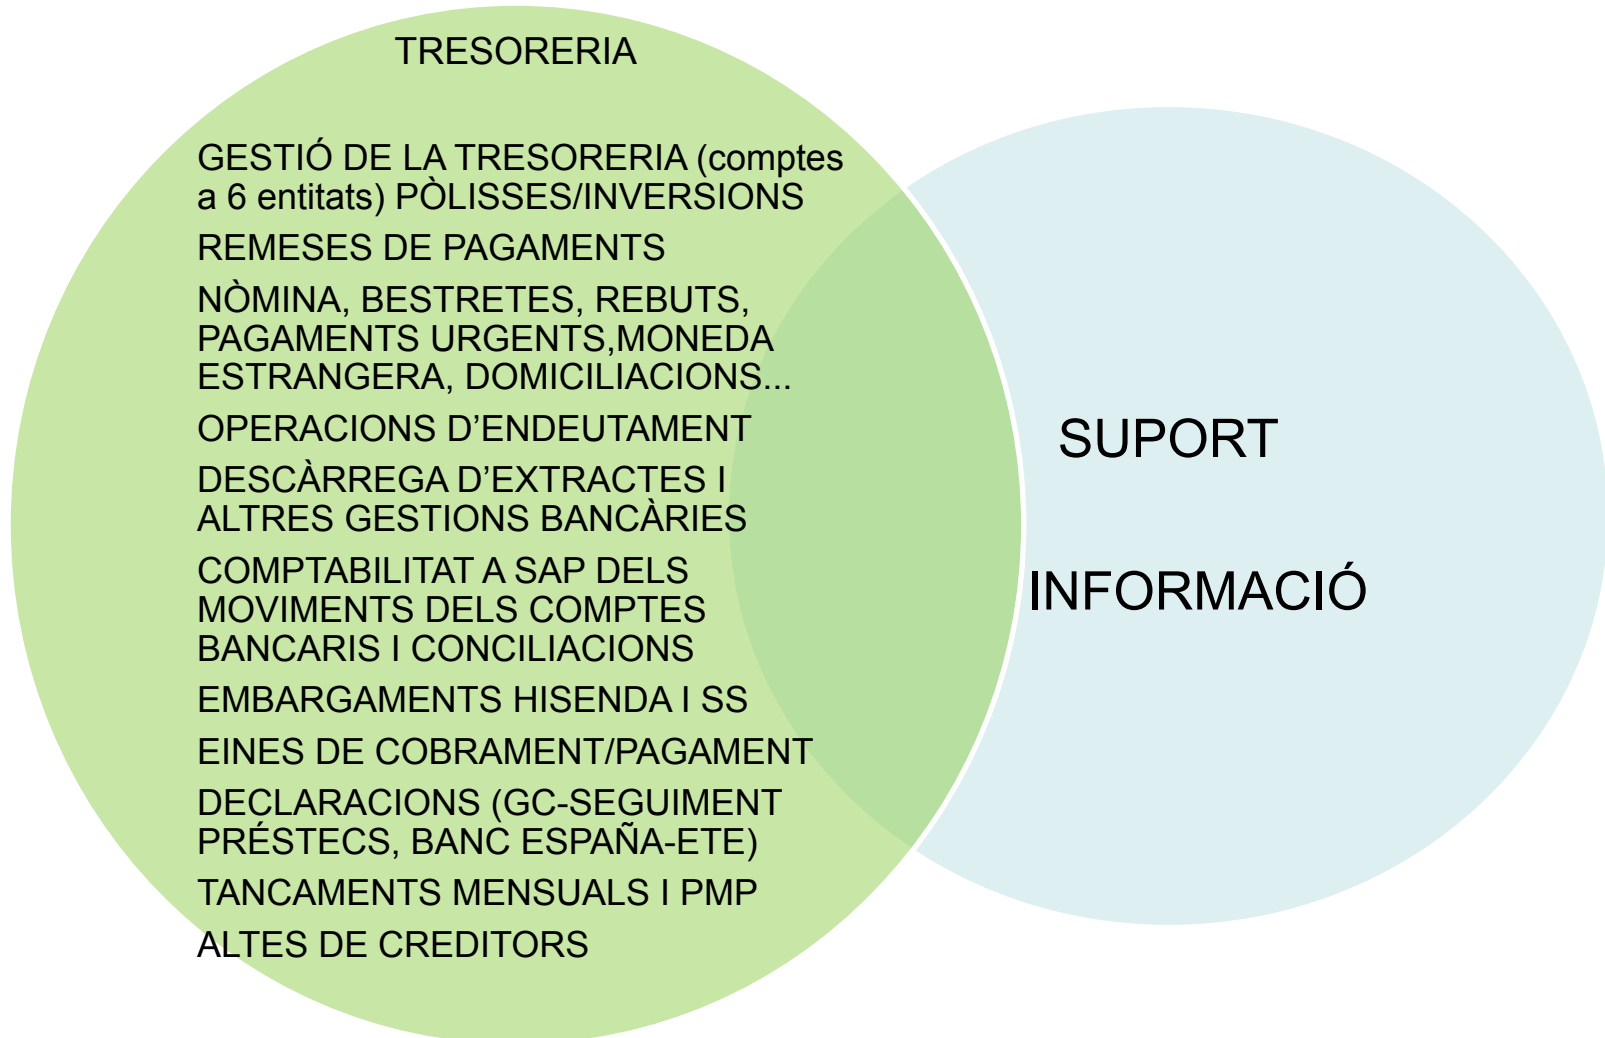 TRESORERIA
GESTIÓ DE LA TRESORERIA (comptes
a 6 entitats) PÒLISSES/INVERSIONS
REMESES DE PAGAMENTS
NÒMINA, BESTRETES, REBUTS,
PAGAMENTS URGENTS,MONEDA
ESTRANGERA, DOMICILIACIONS...
OPERACIONS D’ENDEUTAMENT
DESCÀRREGA D’EXTRACTES I
ALTRES GESTIONS BANCÀRIES
COMPTABILITAT A SAP DELS
MOVIMENTS DELS COMPTES
BANCARIS I CONCILIACIONS
EMBARGAMENTS HISENDA I SS
EINES DE COBRAMENT/PAGAMENT
DECLARACIONS (GC-SEGUIMENT
PRÉSTECS, BANC ESPAÑA-ETE)
TANCAMENTS MENSUALS I PMP
ALTES DE CREDITORS
SUPORT
INFORMACIÓ